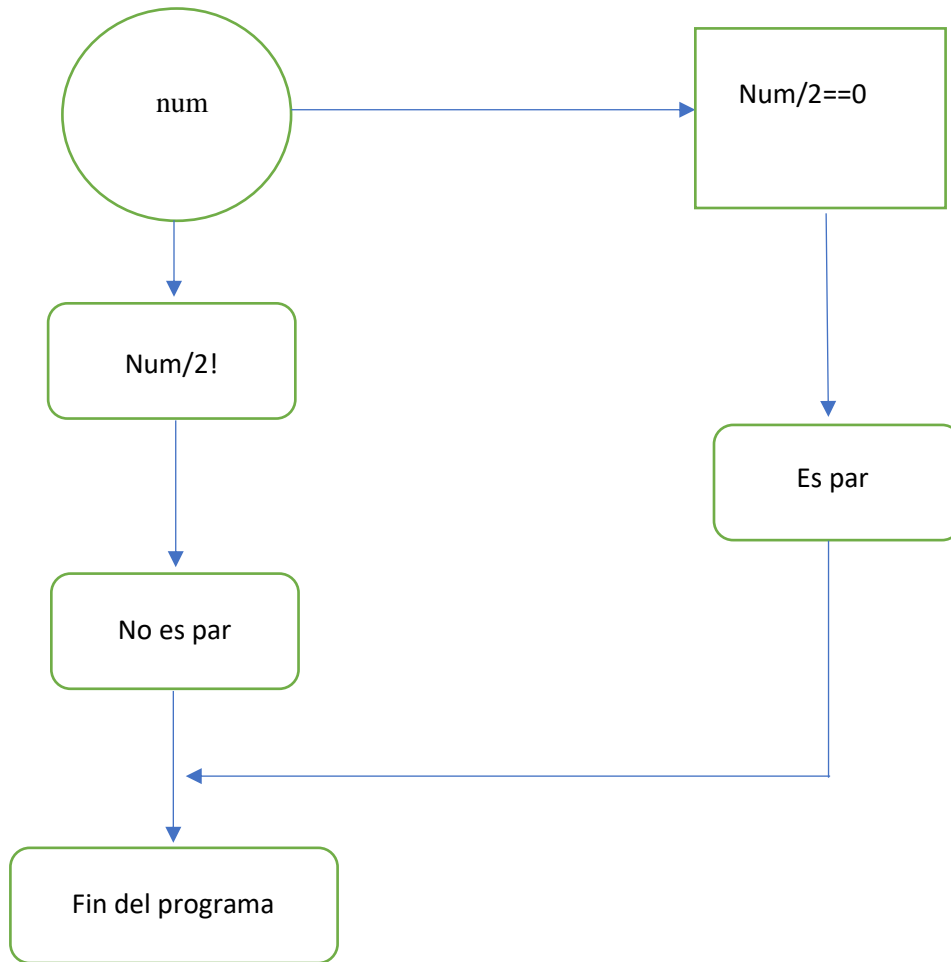 num
Num/2==0
Num/2!
Es par
No es par
Fin del programa